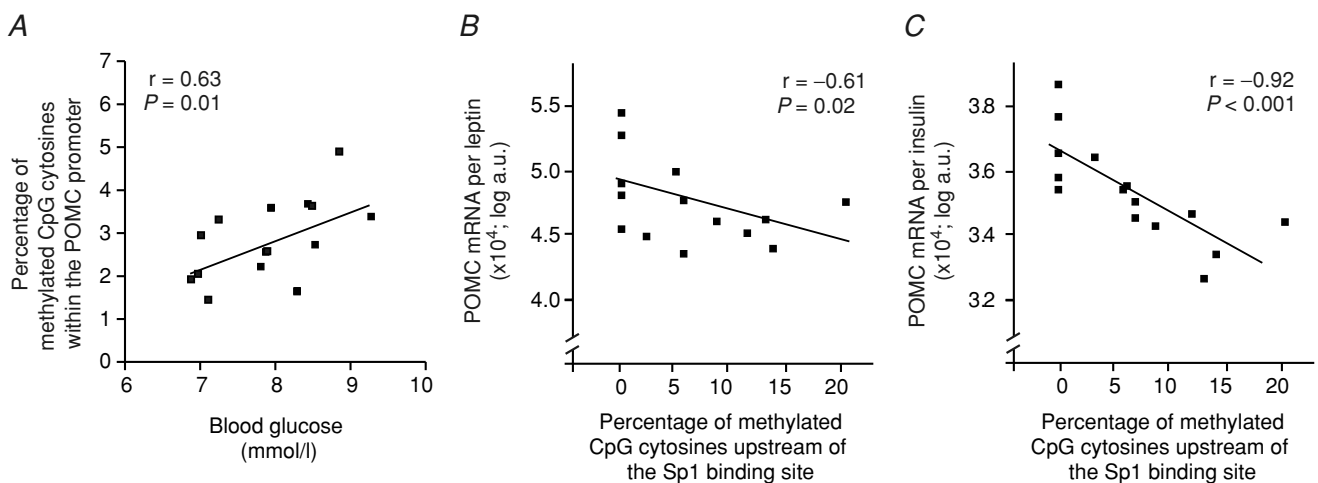 A
7
6
5
4
3
2
1
0
6
7
8
9
10
r = 0.63
P = 0.01
Percentage of
methylated CpG cytosines
within the POMC promoter
Blood glucose
(mmol/l)
B
5.5
5.0
4.5
4.0
0
5
10
15
20
r = −0.61
P = 0.02
POMC mRNA per leptin
(x10⁴; log a.u.)
Percentage of methylated
CpG cytosines upstream of
the Sp1 binding site
C
3.8
3.6
3.4
3.2
0
5
10
15
20
r = −0.92
P < 0.001
POMC mRNA per insulin
(x10⁴; log a.u.)
Percentage of methylated
CpG cytosines upstream of
the Sp1 binding site